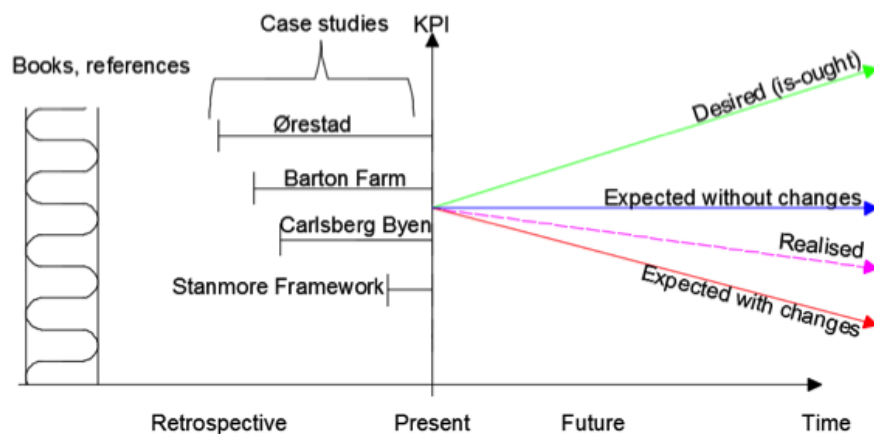 Case studies
KPI
Books, references
Ørestad
Barton Farm
Carlsberg Byen
Stanmore Framework
Desired (is-ought)
Expected without changes
Realised
Expected with changes
Retrospective
Present
Future
Time